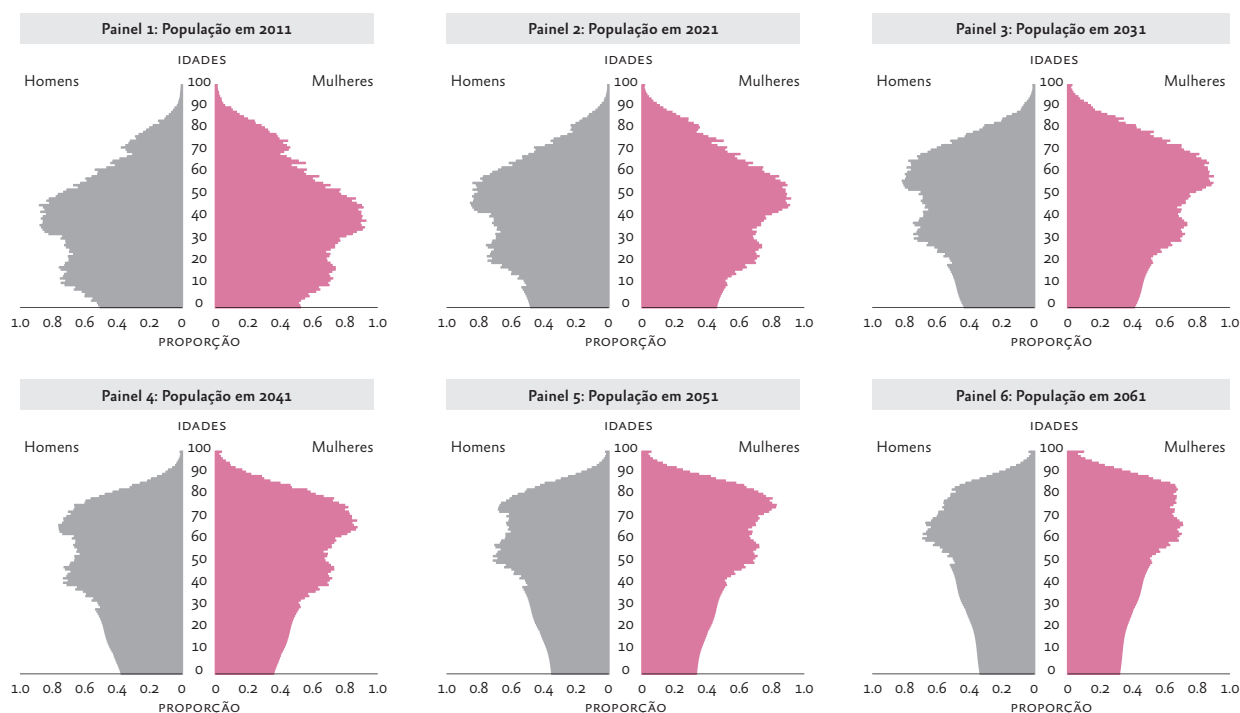 Painel 1: População em 2011
IDADES
Homens
Mulheres
100
90
80
70
60
50
40
30
20
10
0
1.0 0.8 0.6 0.4 0.2 0 0 0.2 0.4 0.6 0.8 1.0
PROPORÇÃO
Painel 2: População em 2021
IDADES
Homens
Mulheres
100
90
80
70
60
50
40
30
20
10
0
1.0 0.8 0.6 0.4 0.2 0 0 0.2 0.4 0.6 0.8 1.0
PROPORÇÃO
Painel 3: População em 2031
IDADES
Homens
Mulheres
100
90
80
70
60
50
40
30
20
10
0
1.0 0.8 0.6 0.4 0.2 0 0 0.2 0.4 0.6 0.8 1.0
PROPORÇÃO
Painel 4: População em 2041
IDADES
Homens
Mulheres
100
90
80
70
60
50
40
30
20
10
0
1.0 0.8 0.6 0.4 0.2 0 0 0.2 0.4 0.6 0.8 1.0
PROPORÇÃO
Painel 5: População em 2051
IDADES
Homens
Mulheres
100
90
80
70
60
50
40
30
20
10
0
1.0 0.8 0.6 0.4 0.2 0 0 0.2 0.4 0.6 0.8 1.0
PROPORÇÃO
Painel 6: População em 2061
IDADES
Homens
Mulheres
100
90
80
70
60
50
40
30
20
10
0
1.0 0.8 0.6 0.4 0.2 0 0 0.2 0.4 0.6 0.8 1.0
PROPORÇÃO